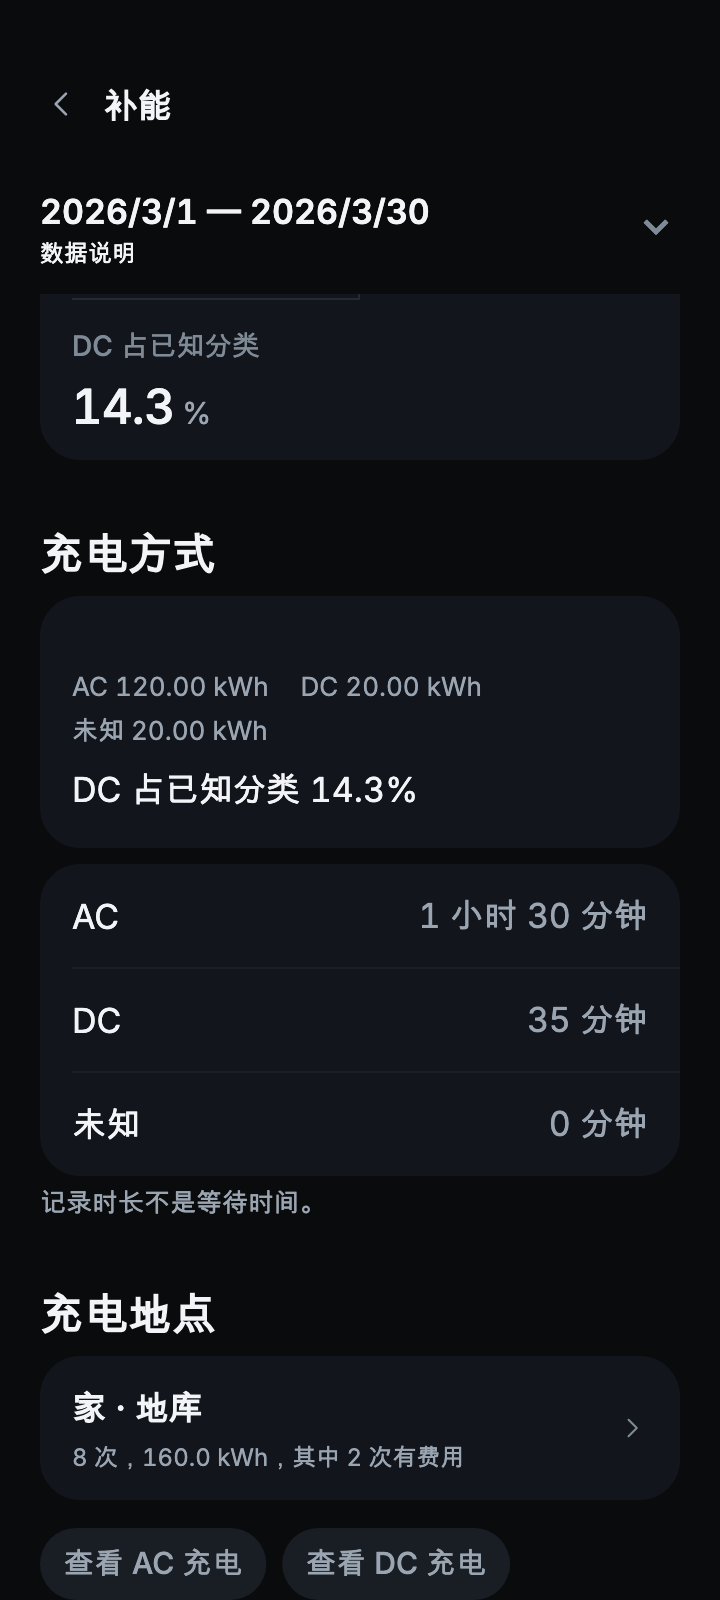 补能
2026/3/1 — 2026/3/30
数据说明
DC 占已知分类
14.3 %
充电方式
AC 120.00 kWh DC 20.00 kWh
未知 20.00 kWh
DC 占已知分类 14.3%
AC 1 小时 30 分钟
DC 35 分钟
未知 0 分钟
记录时长不是等待时间。
充电地点
家 · 地库
8 次，160.0 kWh，其中 2 次有费用
查看 AC 充电 查看 DC 充电